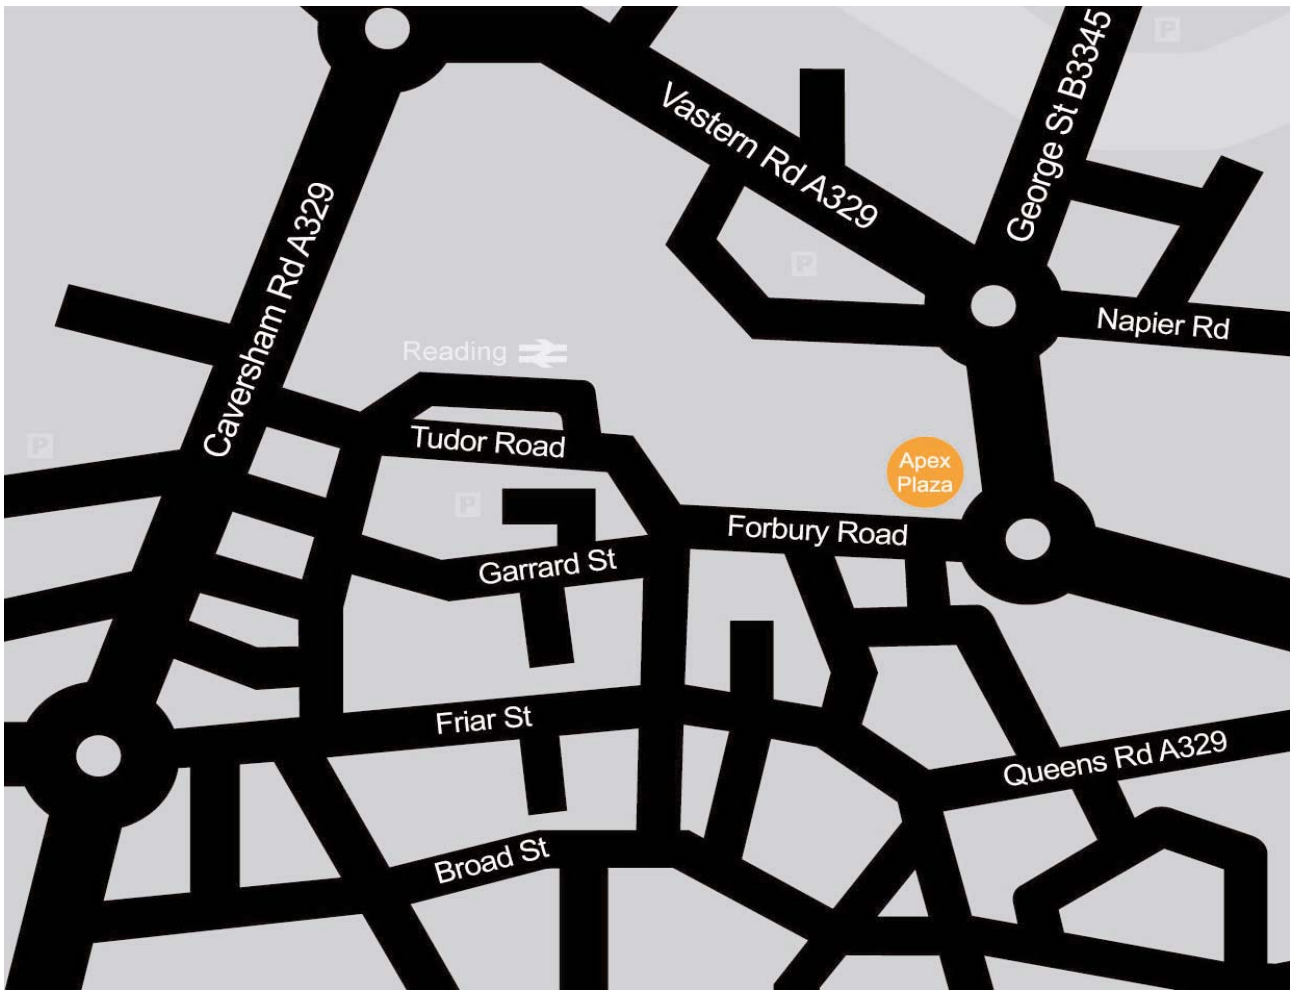 P
George St B3345
Vastern Rd A329
Caversham Rd A329
P
Napier Rd
Reading
P
Tudor Road
Apex
Plaza
P
Forbury Road
Garrard St
Friar St
Queens Rd A329
Broad St